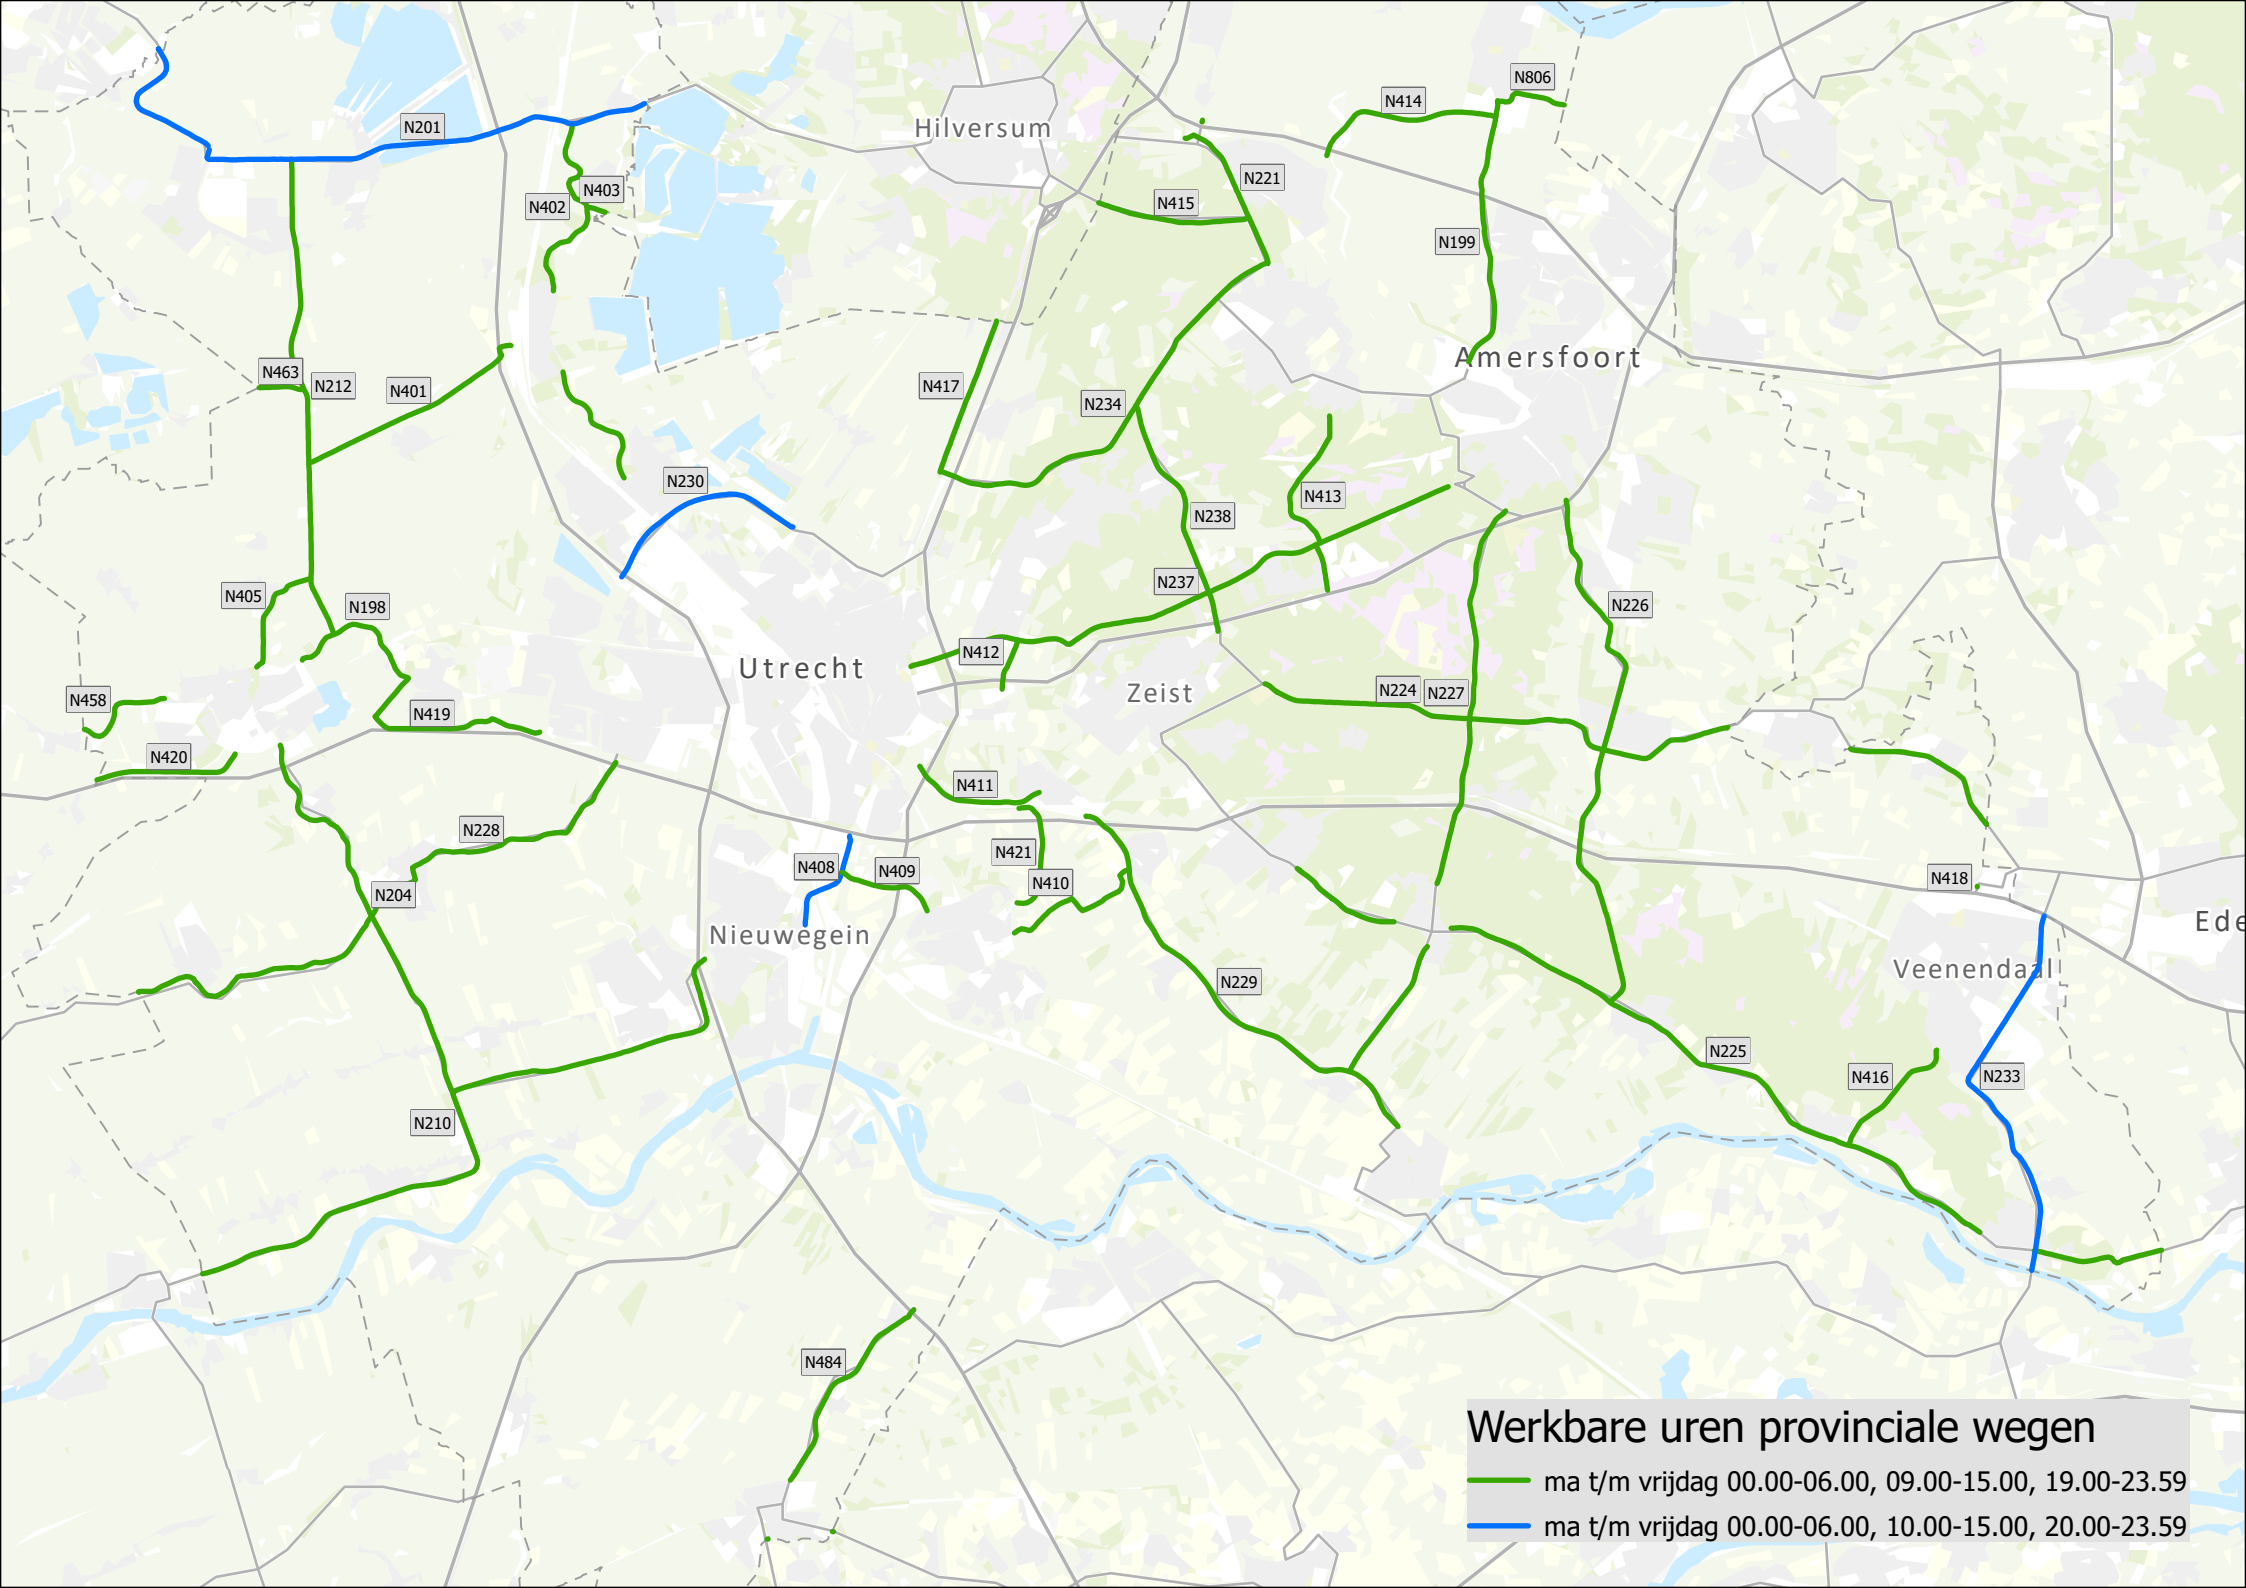 N806
N414
N201
Hilversum
N221
N403
N415
N402
N199
Amersfoort
N463
N212
N401
N417
N234
N230
N413
N238
N237
N405
N198
N226
N412
Utrecht
Zeist
N224
N227
N458
N419
N420
N411
N228
N421
N408
N409
N410
N418
N204
Ede
Nieuwegein
Veenendaal
N229
N225
N416
N233
N210
N484
Werkbare uren provinciale wegen
ma t/m vrijdag 00.00-06.00, 09.00-15.00, 19.00-23.59
ma t/m vrijdag 00.00-06.00, 10.00-15.00, 20.00-23.59